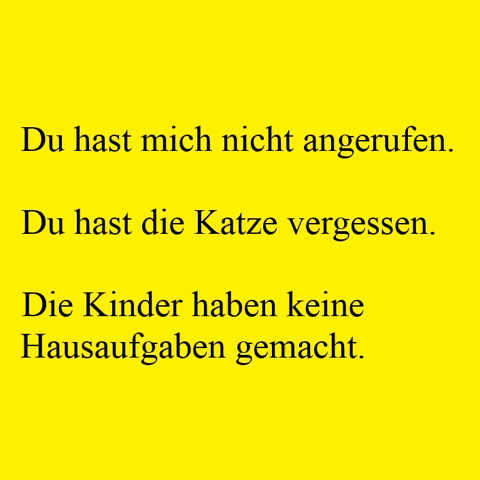 Du hast mich nicht angerufen.
Du hast die Katze vergessen.
Die Kinder haben keine
Hausaufgaben gemacht.